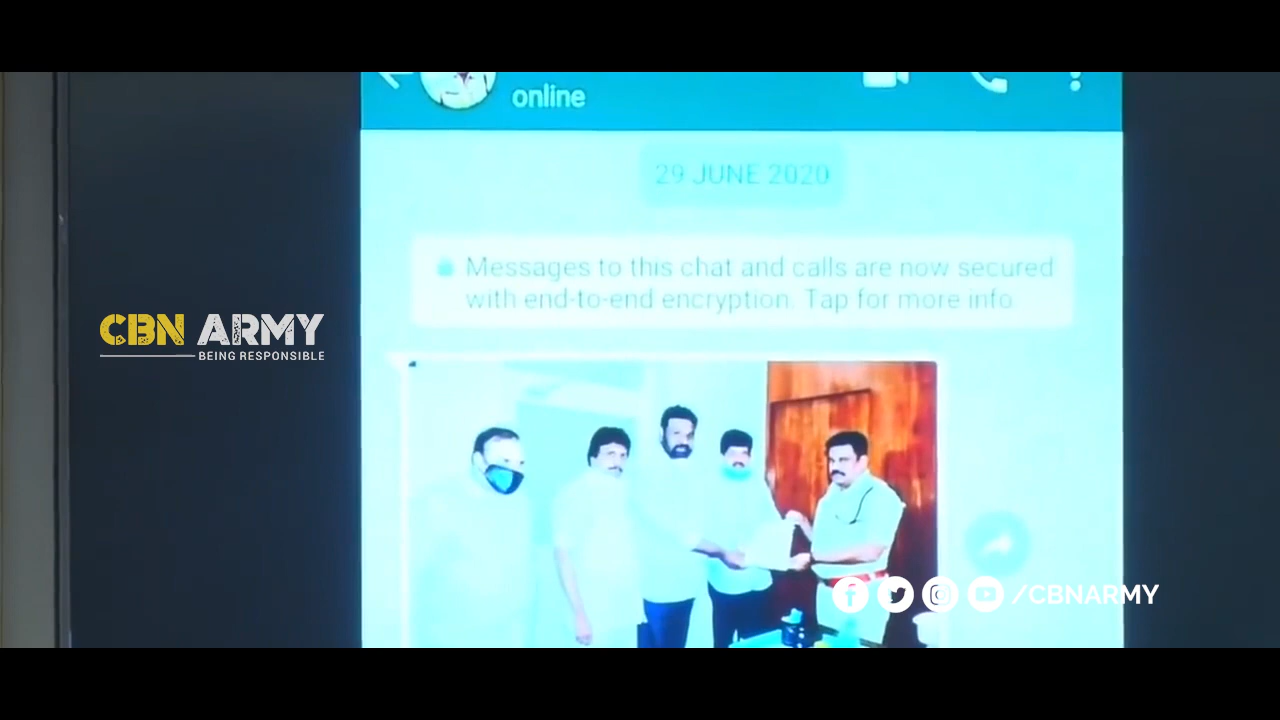 online
29 JUNE 2020
Messages to this chat and calls are now secured
with end-to-end encryption. Tap for more info.
CBN ARMY
BEING RESPONSIBLE
/CBNARMY